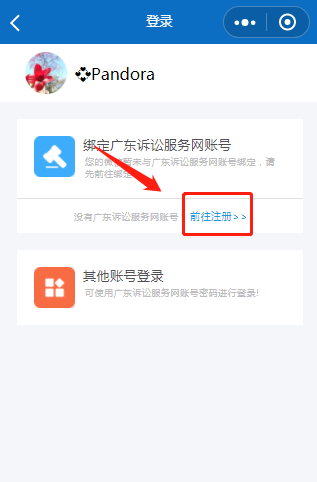 登录
Pandora
绑定广东诉讼服务网账号
您的微信暂未与广东诉讼服务网账号绑定，请
先前往绑定
没有广东诉讼服务网账号 前往注册>>
其他账号登录
可使用广东诉讼服务网账号密码进行登录!